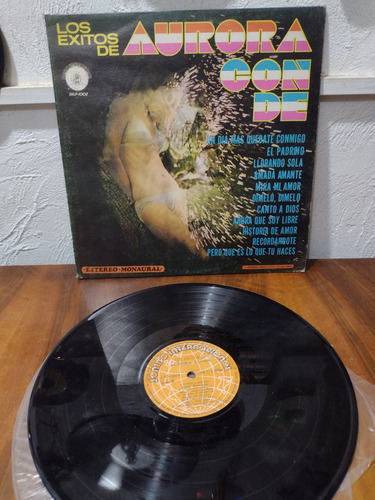 LOS
EXITOS
DE
AURORA
CON
DE
UN DIA MAS QUEDATE CONMIGO
EL PADRINO
LLORANDO SOLA
AMADA AMANTE
MIRA MI AMOR
DIMELO, DIMELO
CANTO A DIOS
AHORA QUE SOY LIBRE
HISTORIA DE AMOR
RECORDANDOTE
PERO QUE ES LO QUE TU HACES
ESTEREO - MONAURAL